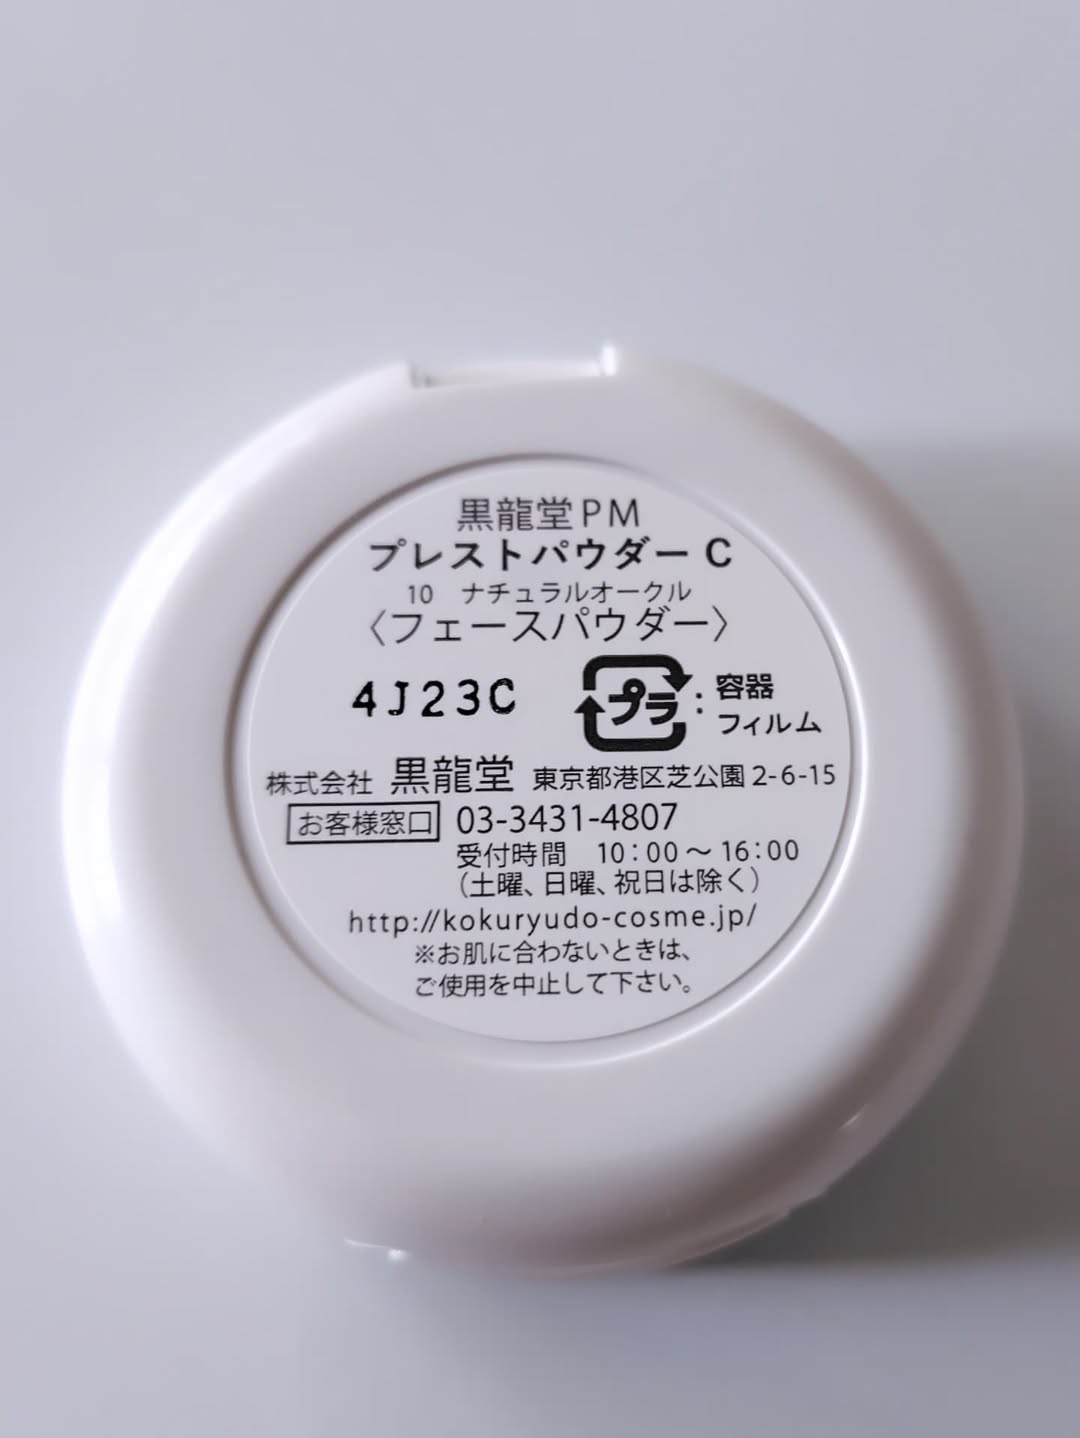 黒龍堂PM
プレストパウダーC
10　ナチュラルオークル
〈フェースパウダー〉
4J23C
プラ：容器
フィルム
株式会社 黒龍堂 東京都港区芝公園2-6-15
お客様窓口 03-3431-4807
受付時間　10：00～16：00
（土曜、日曜、祝日は除く）
http://kokuryudo-cosme.jp/
※お肌に合わないときは、
ご使用を中止して下さい。